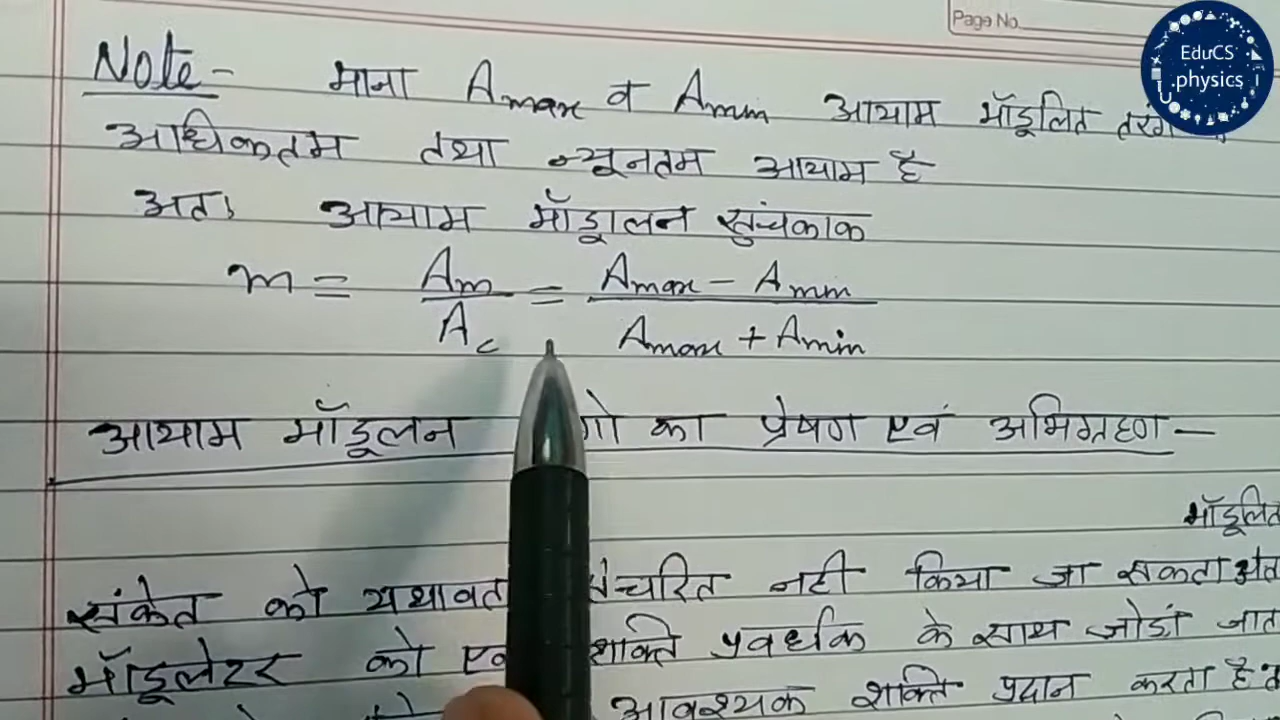 Page No.
EduCS physics
Note- माना Amax व Amin आयाम मॉडूलित तरंग
अधिकतम तथा न्यूनतम आयाम है
अतः आयाम मॉडूालन सुचंकाक
m = Am/Ac = Amax - Amin / Amax + Amin
आयाम मॉडूलन गो का प्रेषण एवं अभिग्रहण -
मॉडूलित
संकेत को यथावत संचरित नही किया जा सकता अत
मॉडूलेटर को एक शक्ति प्रवर्धक के साथ जोडां जात
आवश्यक शक्ति प्रदान करता है